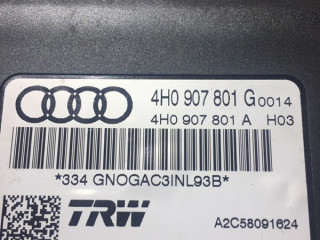 4H0 907 801 G 0014
4H0 907 801 A H03
*334 GNOGAC3INL93B*
TRW
A2C58091624